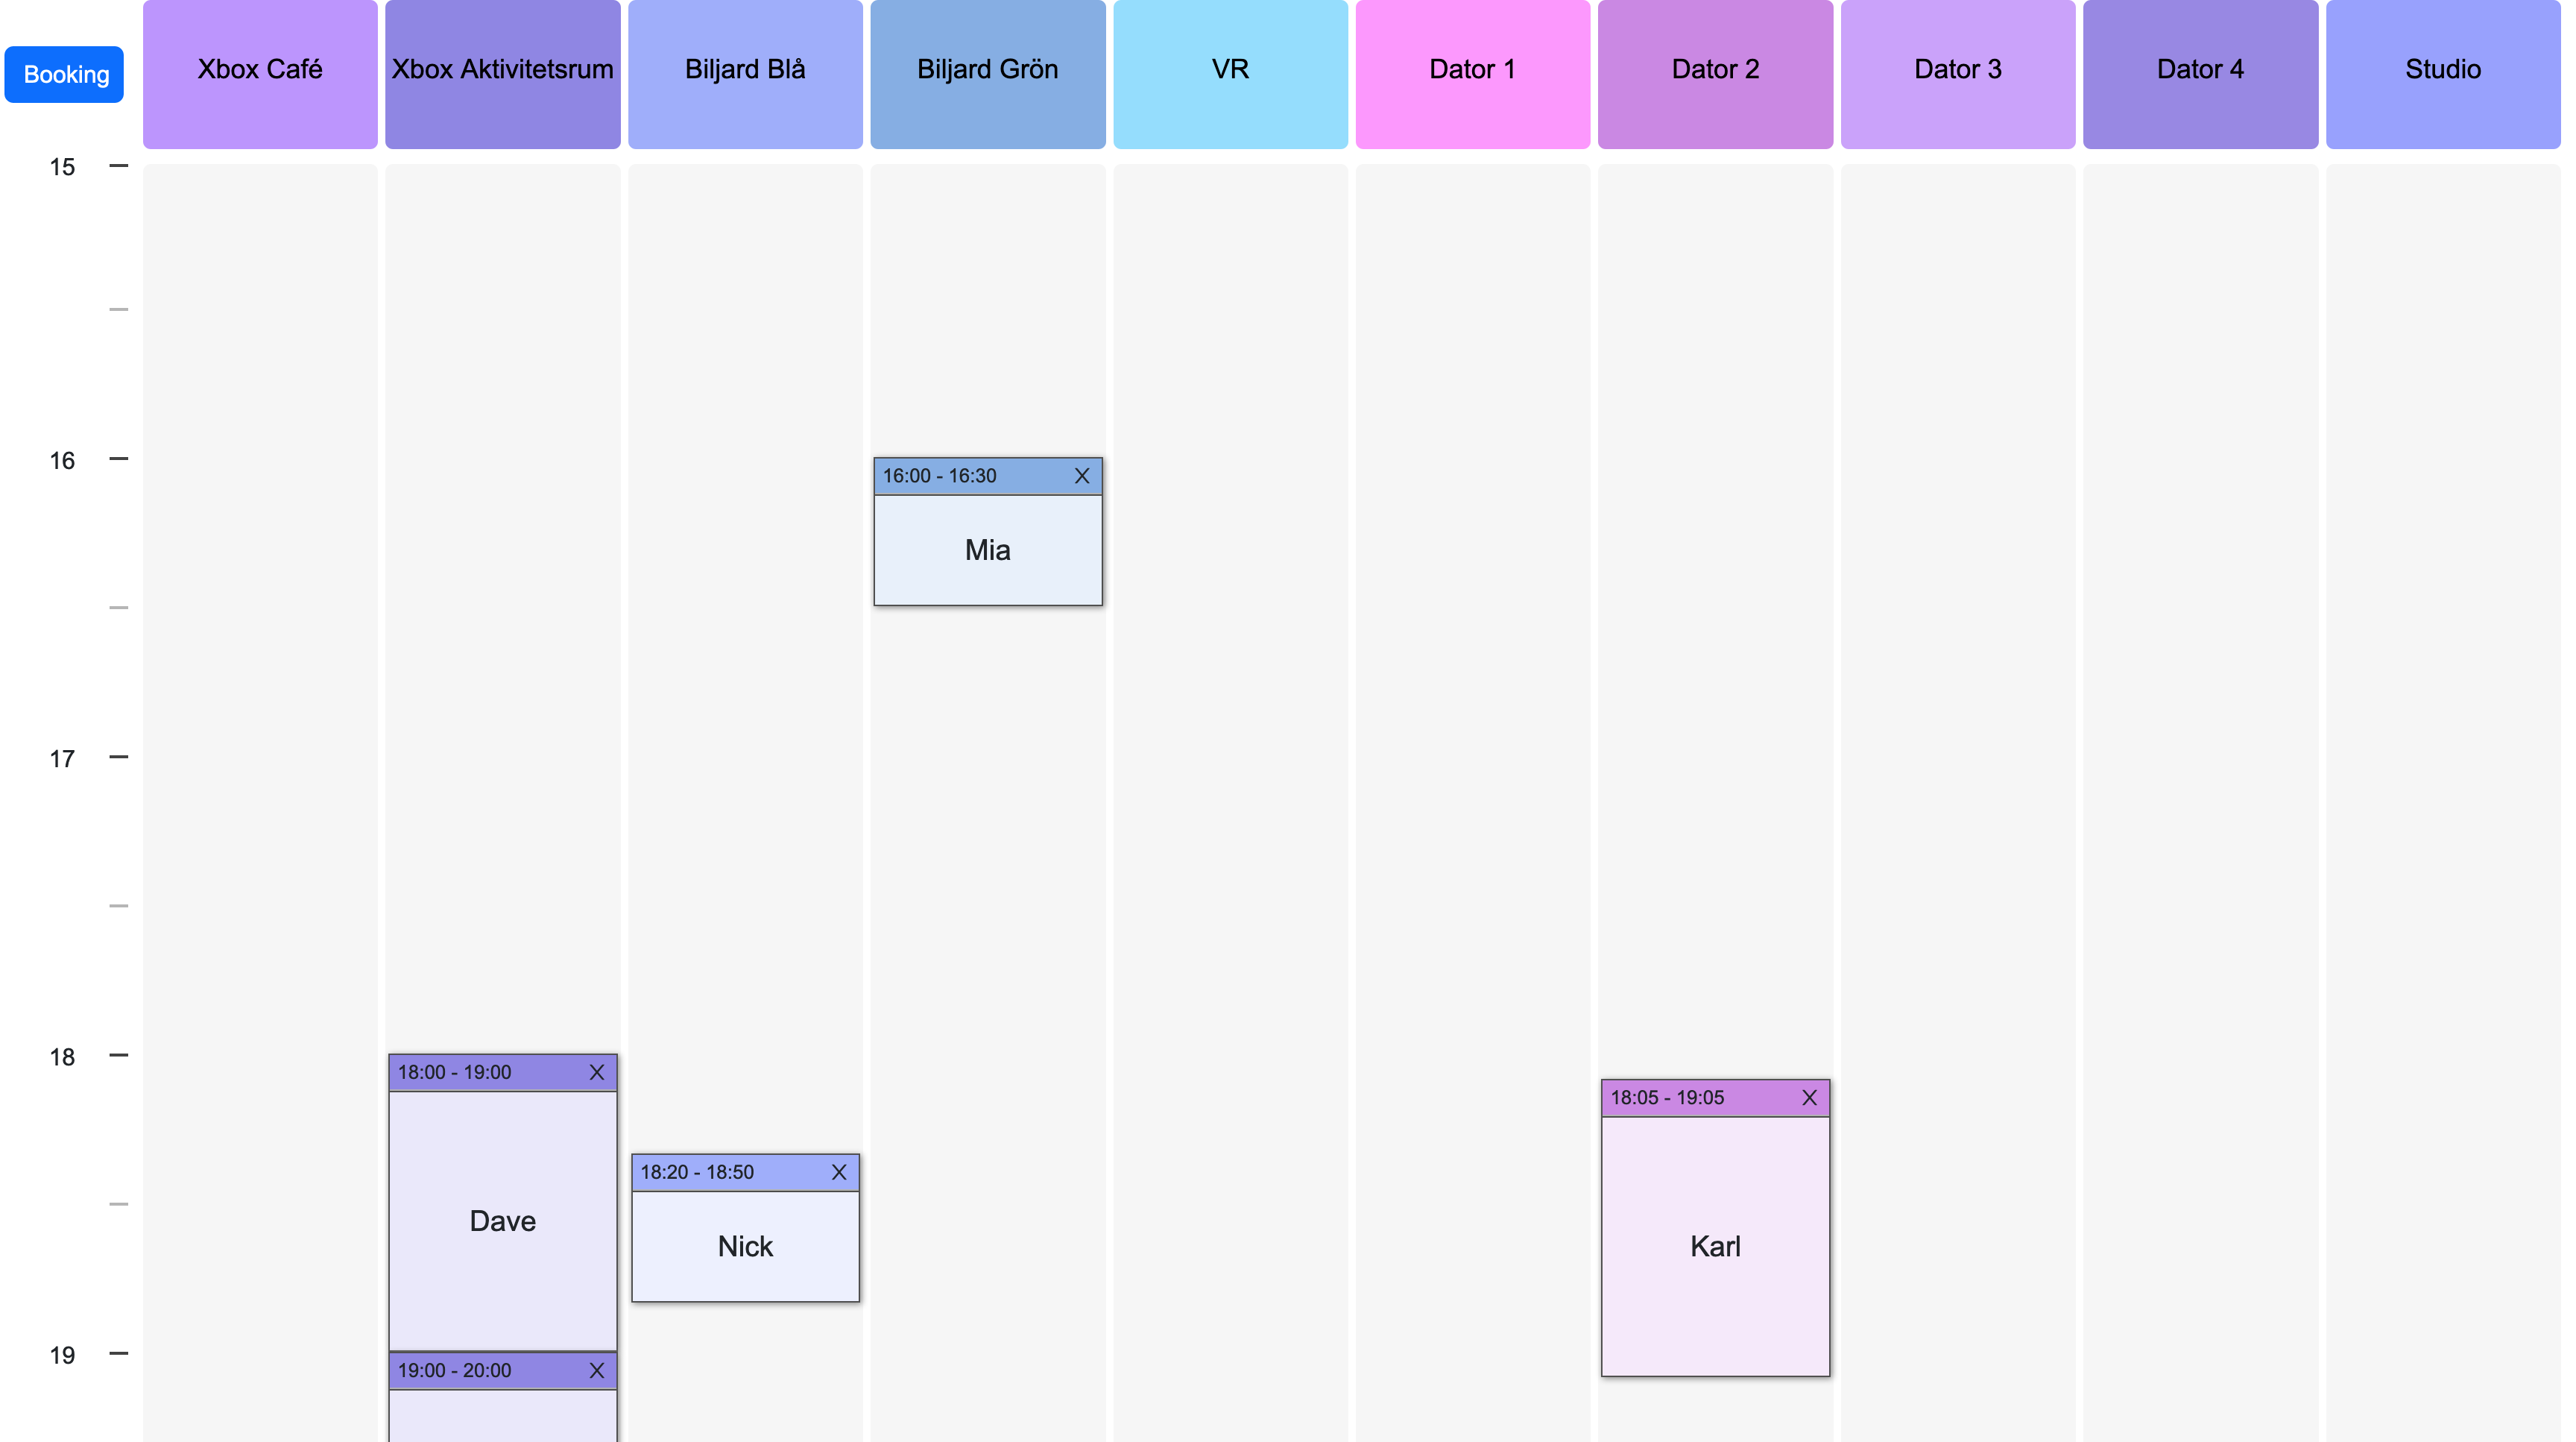 Booking
Xbox Café
Xbox Aktivitetsrum
Biljard Blå
Biljard Grön
VR
Dator 1
Dator 2
Dator 3
Dator 4
Studio
15
16
16:00 - 16:30 X
Mia
17
18
18:00 - 19:00 X
Dave
18:05 - 19:05 X
Karl
18:20 - 18:50 X
Nick
19
19:00 - 20:00 X